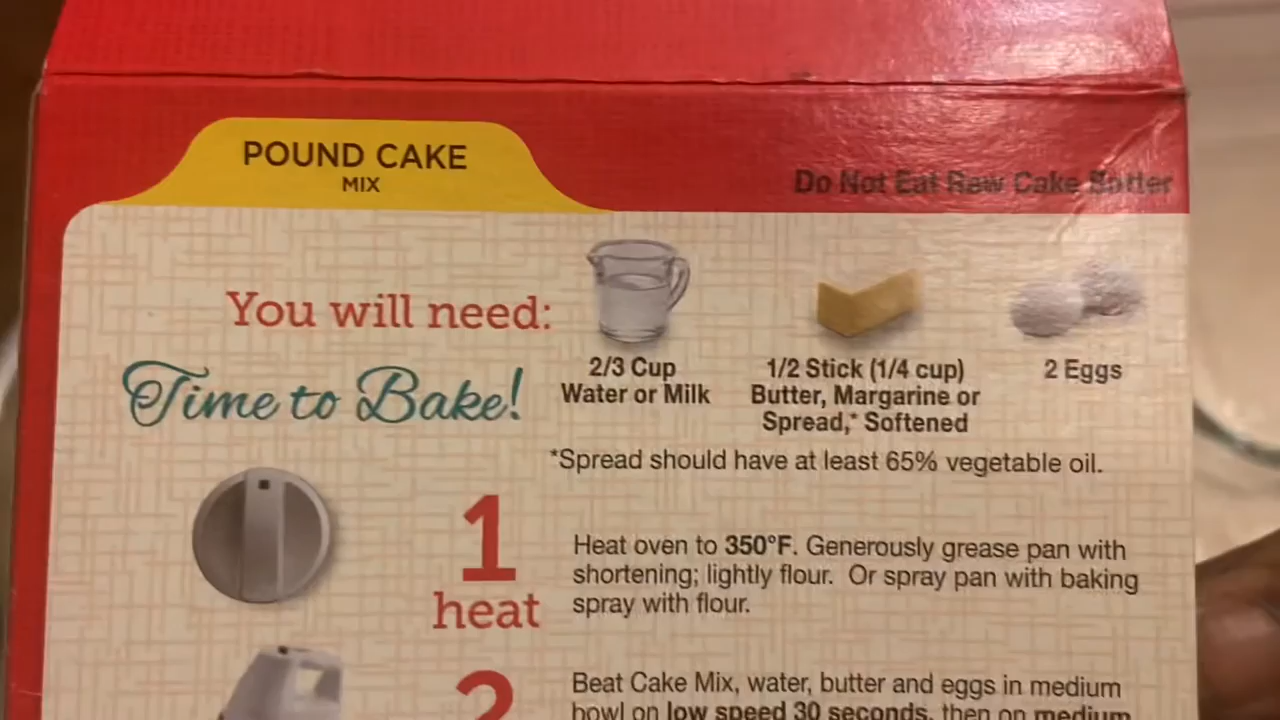 POUND CAKE
MIX
Do Not Eat Raw Cake Batter
You will need:
Time to Bake!
2/3 Cup
Water or Milk
1/2 Stick (1/4 cup)
Butter, Margarine or
Spread,* Softened
2 Eggs
*Spread should have at least 65% vegetable oil.
1
heat
Heat oven to 350°F. Generously grease pan with
shortening; lightly flour. Or spray pan with baking
spray with flour.
2
Beat Cake Mix, water, butter and eggs in medium
bowl on low speed 30 seconds, then on medium